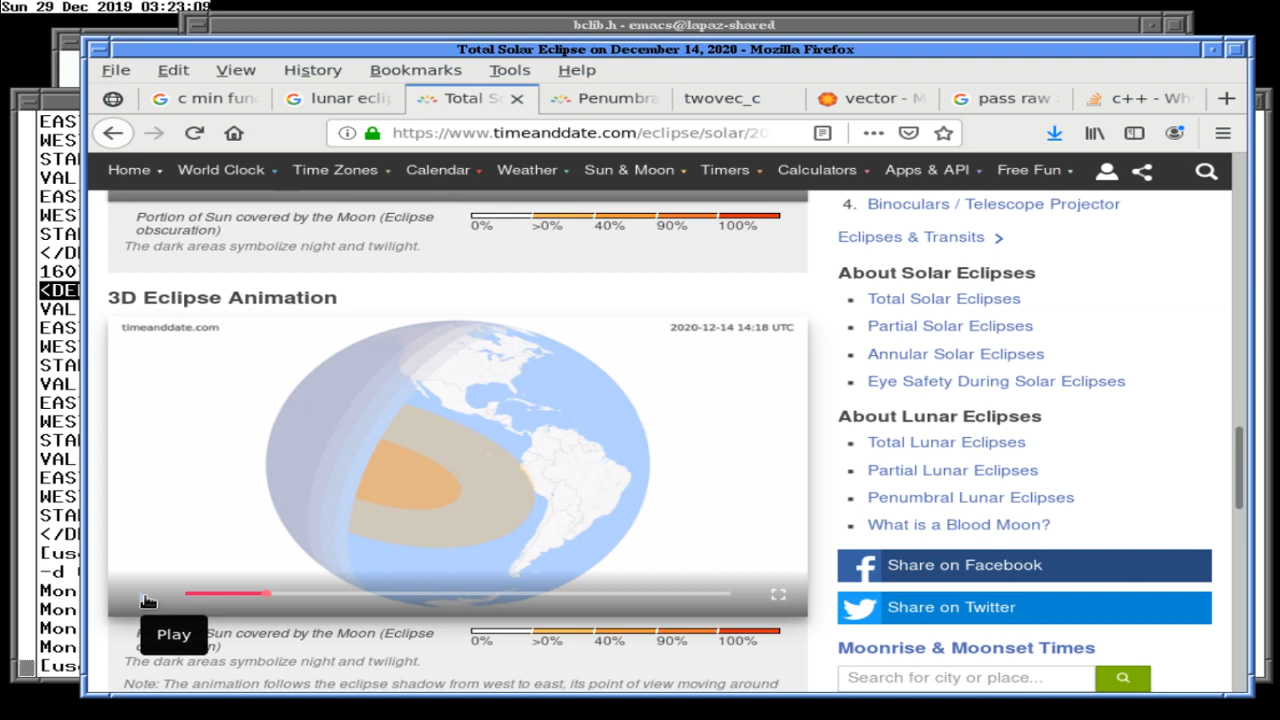 Sun 29 Dec 2019 03:23:09
bclib.h - emacs@lapaz-shared
Total Solar Eclipse on December 14, 2020 - Mozilla Firefox
File Edit View History Bookmarks Tools Help
c min fun
lunar ecli
Total S
Penumbra
twovec_c
vector - M
pass raw
c++ - Wh
https://www.timeanddate.com/eclipse/solar/20
Home World Clock Time Zones Calendar Weather Sun & Moon Timers Calculators Apps & API Free Fun
EAS
WES
STA
VAL
EAS
WES
STA
</D
160
<DE
VAL
EAS
WES
STA
VAL
EAS
WES
STA
VAL
EAS
WES
STA
</D
[us
-d
Mon
Mon
Mon
Mon
[us
Portion of Sun covered by the Moon (Eclipse
obscuration)
0% >0% 40% 90% 100%
The dark areas symbolize night and twilight.
3D Eclipse Animation
timeanddate.com
2020-12-14 14:18 UTC
Play
Sun covered by the Moon (Eclipse
0% >0% 40% 90% 100%
The dark areas symbolize night and twilight.
Note: The animation follows the eclipse shadow from west to east, its point of view moving around
4. Binoculars / Telescope Projector
Eclipses & Transits
About Solar Eclipses
Total Solar Eclipses
Partial Solar Eclipses
Annular Solar Eclipses
Eye Safety During Solar Eclipses
About Lunar Eclipses
Total Lunar Eclipses
Partial Lunar Eclipses
Penumbral Lunar Eclipses
What is a Blood Moon?
Share on Facebook
Share on Twitter
Moonrise & Moonset Times
Search for city or place...